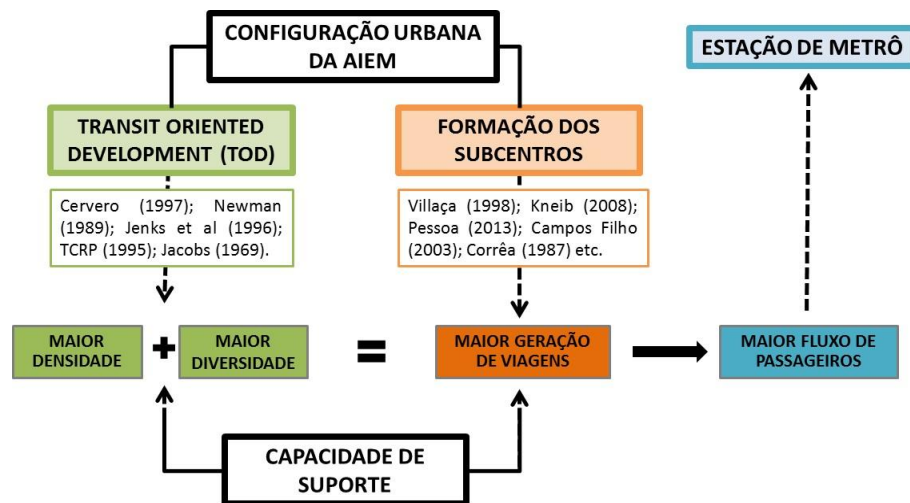 CONFIGURAÇÃO URBANA
DA AIEM
ESTAÇÃO DE METRÔ
TRANSIT ORIENTED
DEVELOPMENT (TOD)
FORMAÇÃO DOS
SUBCENTROS
Cervero (1997); Newman
(1989); Jenks et al (1996);
TCRP (1995); Jacobs (1969).
Villaça (1998); Kneib (2008);
Pessoa (2013); Campos Filho
(2003); Corrêa (1987) etc.
MAIOR
DENSIDADE
+
MAIOR
DIVERSIDADE
=
MAIOR GERAÇÃO
DE VIAGENS
MAIOR FLUXO DE
PASSAGEIROS
CAPACIDADE DE
SUPORTE